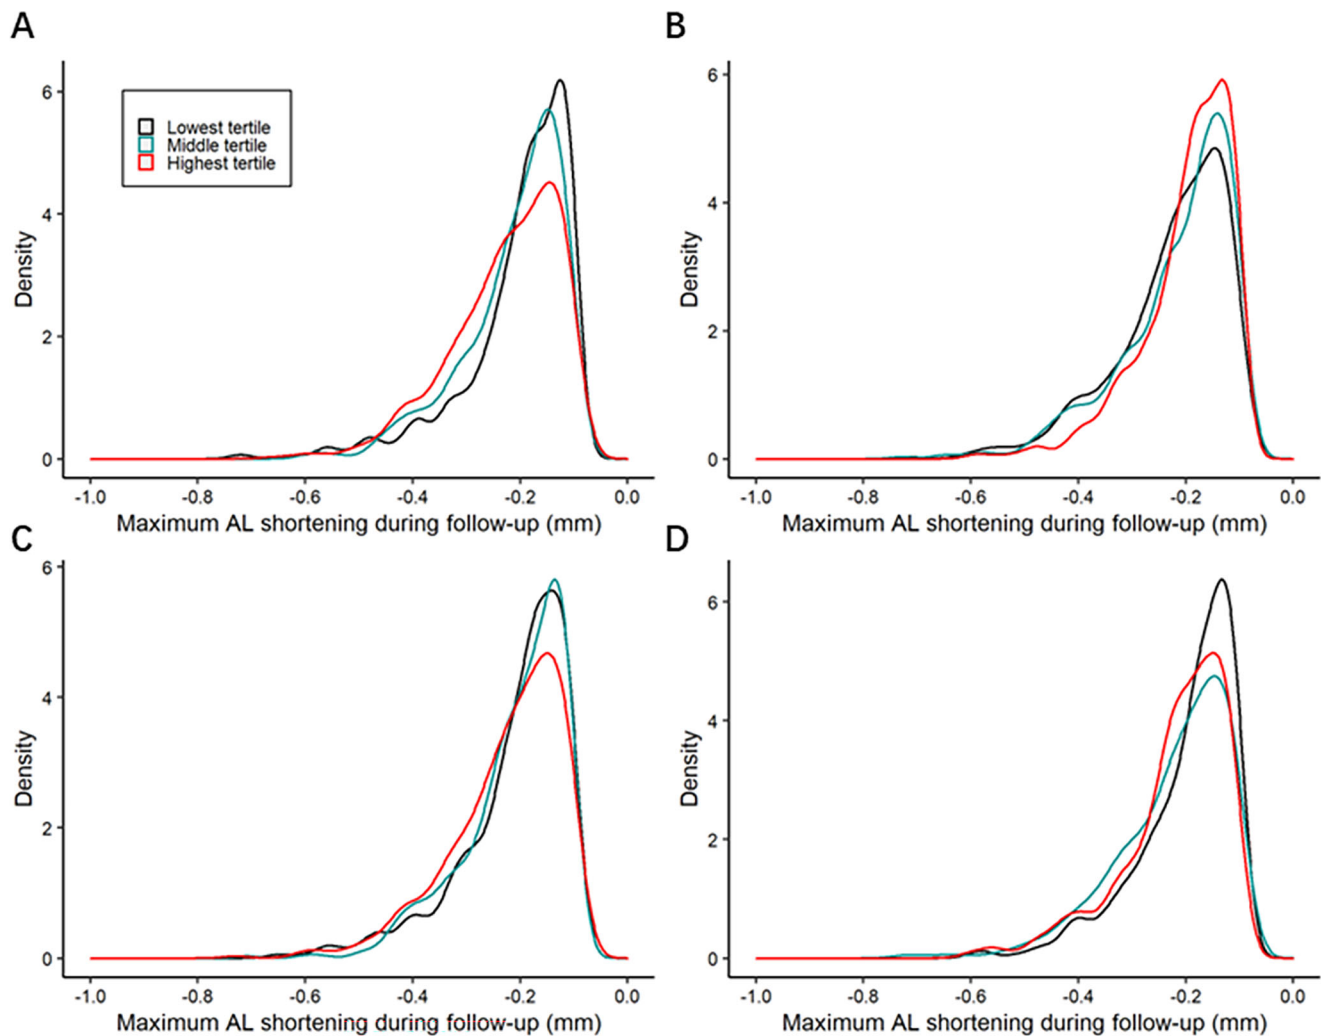 A
Density
6
4
2
0
Lowest tertile
Middle tertile
Highest tertile
-1.0 -0.8 -0.6 -0.4 -0.2 0.0
Maximum AL shortening during follow-up (mm)
B
Density
6
4
2
0
-1.0 -0.8 -0.6 -0.4 -0.2 0.0
Maximum AL shortening during follow-up (mm)
C
Density
6
4
2
0
-1.0 -0.8 -0.6 -0.4 -0.2 0.0
Maximum AL shortening during follow-up (mm)
D
Density
6
4
2
0
-1.0 -0.8 -0.6 -0.4 -0.2 0.0
Maximum AL shortening during follow-up (mm)